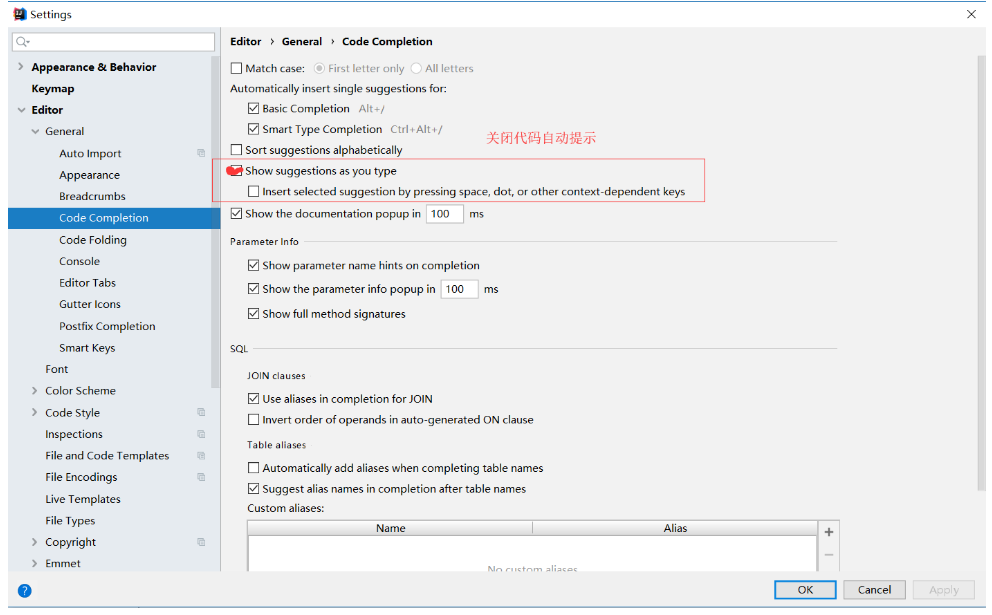 Settings
Editor › General › Code Completion
Appearance & Behavior
Keymap
Editor
General
Auto Import
Appearance
Breadcrumbs
Code Completion
Code Folding
Console
Editor Tabs
Gutter Icons
Postfix Completion
Smart Keys
Font
Color Scheme
Code Style
Inspections
File and Code Templates
File Encodings
Live Templates
File Types
Copyright
Emmet
Match case: First letter only All letters
Automatically insert single suggestions for:
Basic Completion Alt+/
Smart Type Completion Ctrl+Alt+/
关闭代码自动提示
Sort suggestions alphabetically
Show suggestions as you type
Insert selected suggestion by pressing space, dot, or other context-dependent keys
Show the documentation popup in 100 ms
Parameter Info
Show parameter name hints on completion
Show the parameter info popup in 100 ms
Show full method signatures
SQL
JOIN clauses
Use aliases in completion for JOIN
Invert order of operands in auto-generated ON clause
Table aliases
Automatically add aliases when completing table names
Suggest alias names in completion after table names
Custom aliases:
Name Alias
No custom aliases
? OK Cancel Apply